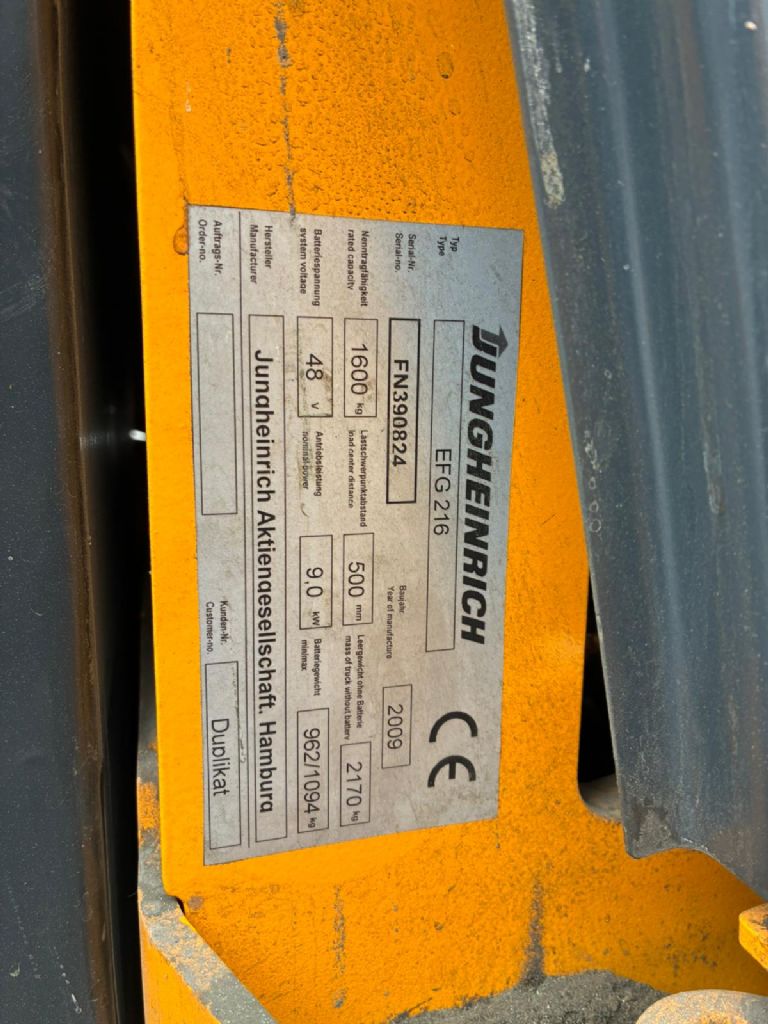 JUNGHEINRICH
CE
Typ
Type
EFG 216
Serial-Nr.
Serial-no.
FN390824
Baujahr
Year of manufacture
2009
Nenntragfähigkeit
rated capacity
1600 kg
Lastschwerpunktabstand
load center distance
500 mm
Leergewicht ohne Batterie
mass of truck without battery
2170 kg
Batteriespannung
system voltage
48 V
Antriebsleistung
nominal power
9,0 kW
Batteriegewicht
min/max
962/1094 kg
Hersteller
Manufacturer
Jungheinrich Aktiengesellschaft, Hamburg
Auftrags-Nr.
Order-no.
Kunden-Nr.
Customer-no.
Duplikat